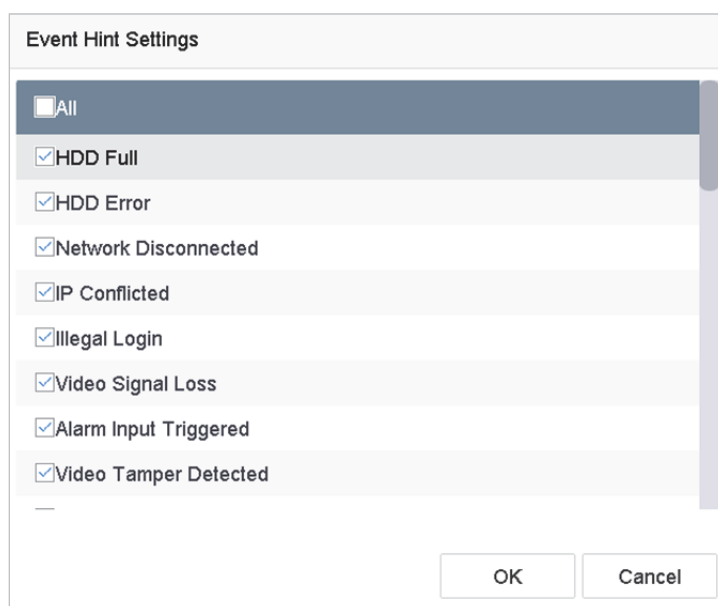 Event Hint Settings
All
HDD Full
HDD Error
Network Disconnected
IP Conflicted
Illegal Login
Video Signal Loss
Alarm Input Triggered
Video Tamper Detected
OK Cancel